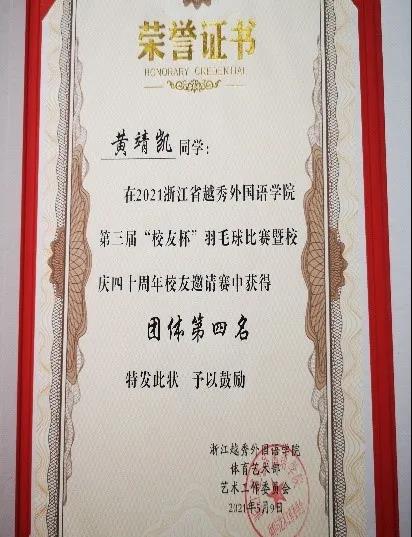 荣誉证书
HONORARY CREDENTIAL
黄靖凯同学：
在2021浙江省越秀外国语学院
第三届“校友杯”羽毛球比赛暨校
庆四十周年校友邀请赛中获得
团体第四名
特发此状 予以鼓励
浙江越秀外国语学院
体育艺术部
艺术工作委员会
2021年5月9日